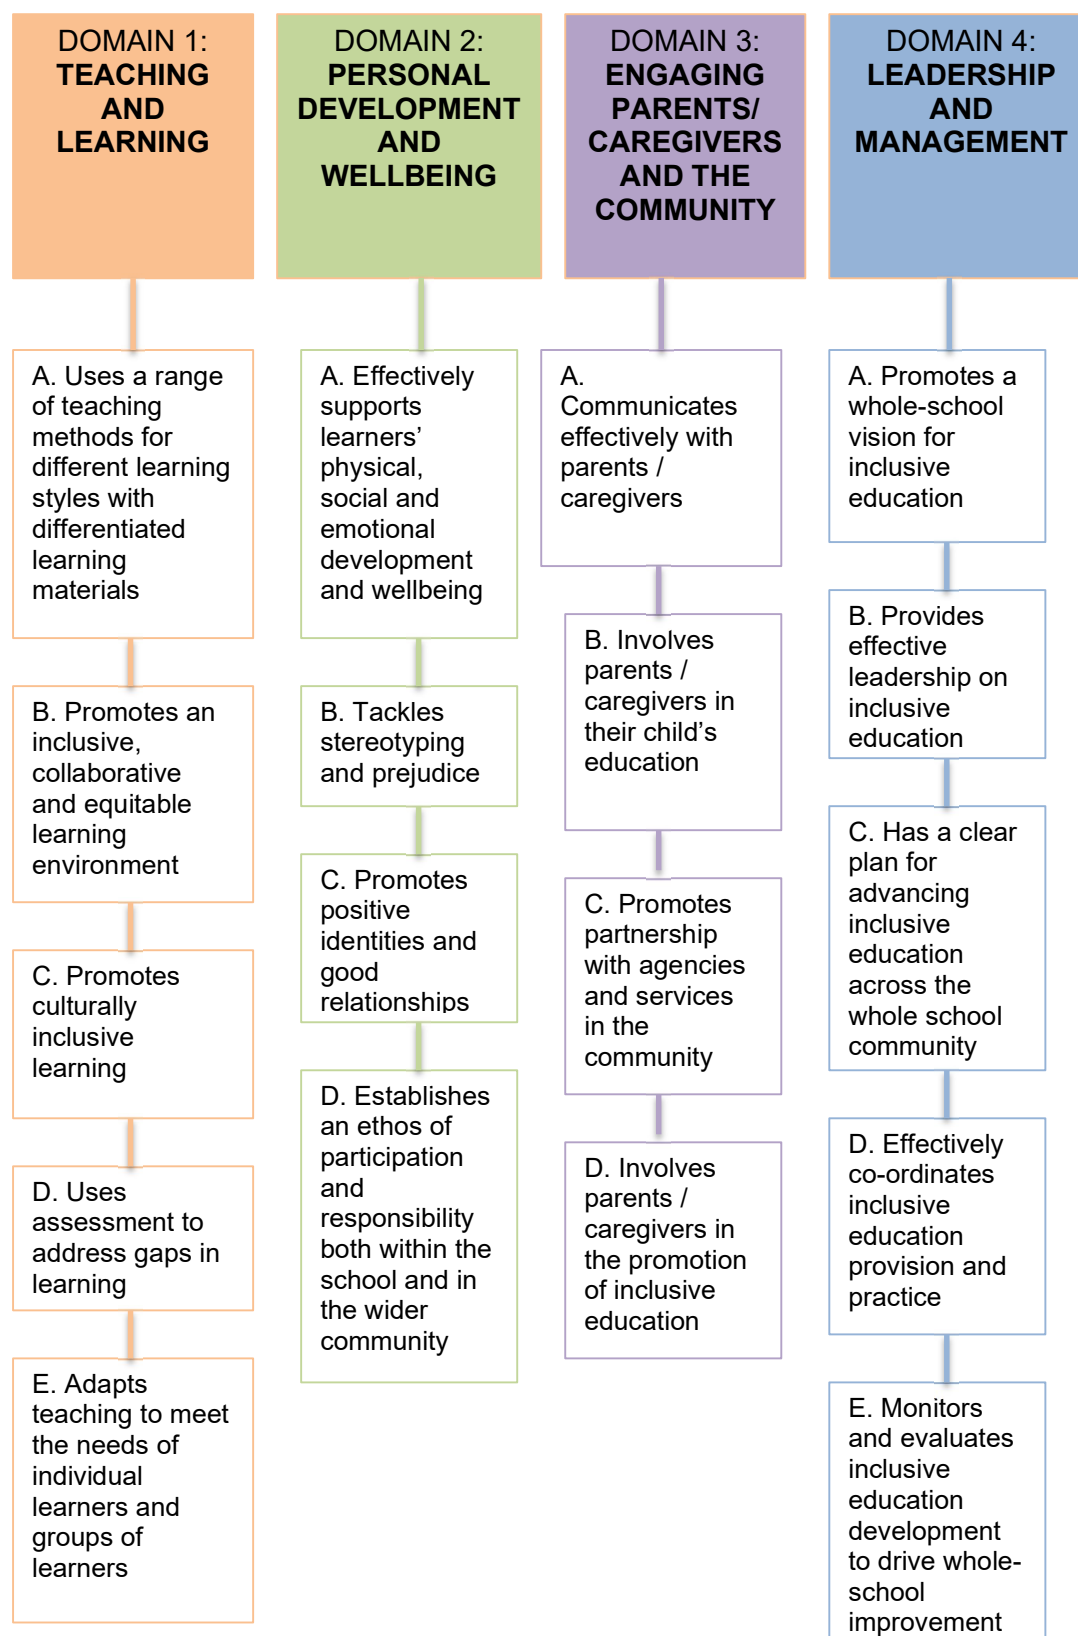 DOMAIN 1:
TEACHING
AND
LEARNING
A. Uses a range
of teaching
methods for
different learning
styles with
differentiated
learning
materials
B. Promotes an
inclusive,
collaborative
and equitable
learning
environment
C. Promotes
culturally
inclusive
learning
D. Uses
assessment to
address gaps in
learning
E. Adapts
teaching to meet
the needs of
individual
learners and
groups of
learners
DOMAIN 2:
PERSONAL
DEVELOPMENT
AND
WELLBEING
A. Effectively
supports
learners’
physical,
social and
emotional
development
and wellbeing
B. Tackles
stereotyping
and prejudice
C. Promotes
positive
identities and
good
relationships
D. Establishes
an ethos of
participation
and
responsibility
both within the
school and in
the wider
community
DOMAIN 3:
ENGAGING
PARENTS/
CAREGIVERS
AND THE
COMMUNITY
A.
Communicates
effectively with
parents /
caregivers
B. Involves
parents /
caregivers in
their child’s
education
C. Promotes
partnership
with agencies
and services
in the
community
D. Involves
parents /
caregivers in
the promotion
of inclusive
education
DOMAIN 4:
LEADERSHIP
AND
MANAGEMENT
A. Promotes a
whole-school
vision for
inclusive
education
B. Provides
effective
leadership on
inclusive
education
C. Has a clear
plan for
advancing
inclusive
education
across the
whole school
community
D. Effectively
co-ordinates
inclusive
education
provision and
practice
E. Monitors
and evaluates
inclusive
education
development
to drive whole-
school
improvement